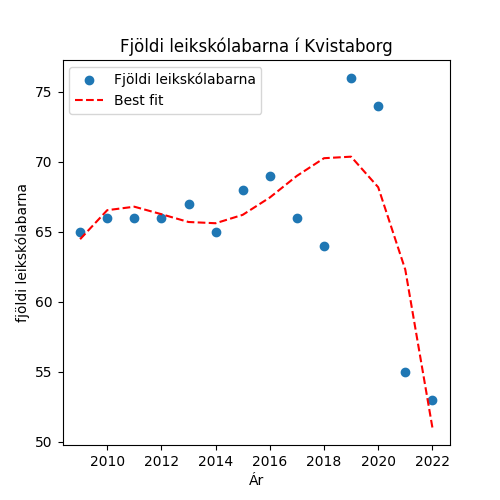 Fjöldi leikskólabarna í Kvistaborg
Fjöldi leikskólabarna
Best fit
fjöldi leikskólabarna
75
70
65
60
55
50
2010 2012 2014 2016 2018 2020 2022
Ár